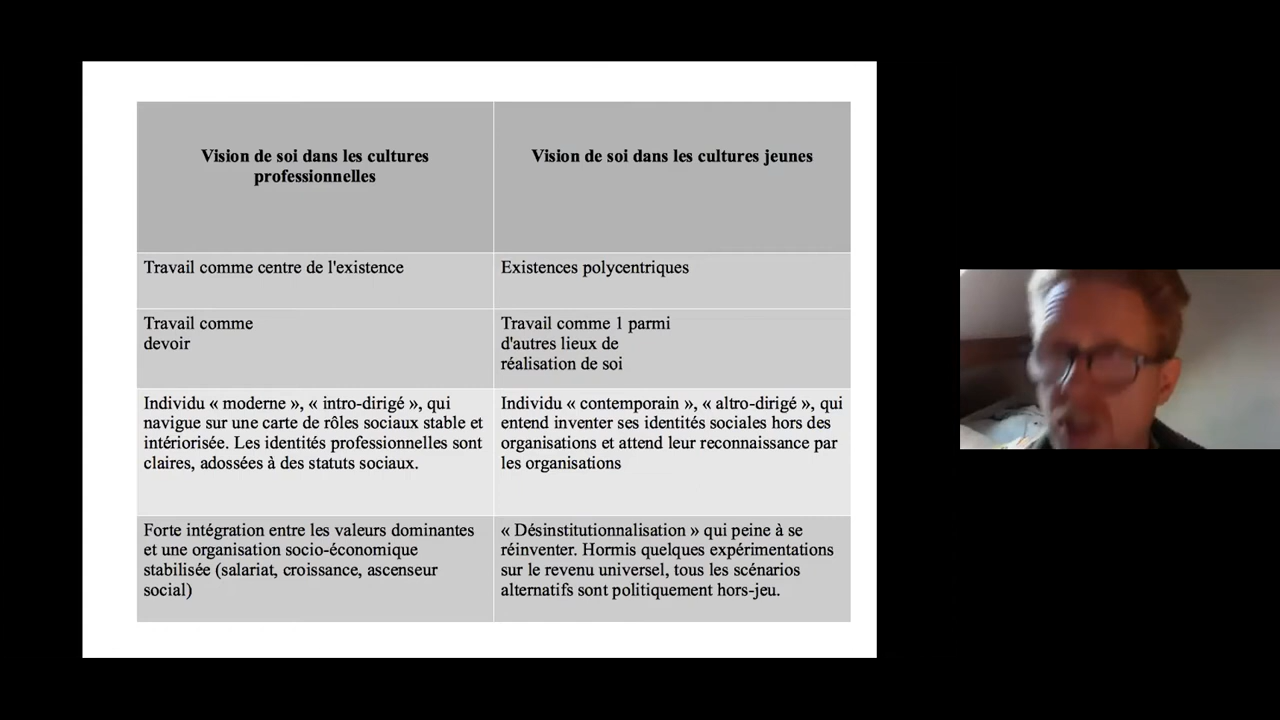 Vision de soi dans les cultures
professionnelles
Vision de soi dans les cultures jeunes
Travail comme centre de l'existence
Existences polycentriques
Travail comme
devoir
Travail comme 1 parmi
d'autres lieux de
réalisation de soi
Individu « moderne », « intro-dirigé », qui
navigue sur une carte de rôles sociaux stable et
intériorisée. Les identités professionnelles sont
claires, adossées à des statuts sociaux.
Individu « contemporain », « altro-dirigé », qui
entend inventer ses identités sociales hors des
organisations et attend leur reconnaissance par
les organisations
Forte intégration entre les valeurs dominantes
et une organisation socio-économique
stabilisée (salariat, croissance, ascenseur
social)
« Désinstitutionnalisation » qui peine à se
réinventer. Hormis quelques expérimentations
sur le revenu universel, tous les scénarios
alternatifs sont politiquement hors-jeu.